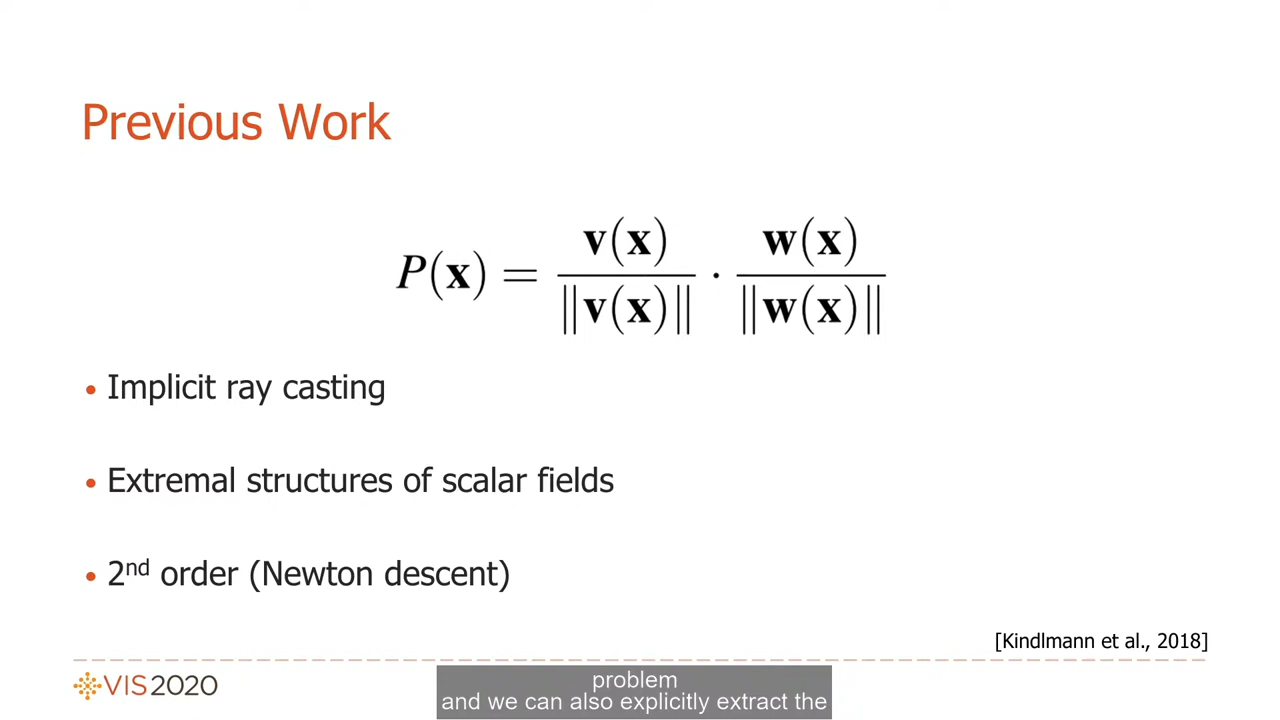 Previous Work
P(x) = v(x) / ‖v(x)‖ · w(x) / ‖w(x)‖
• Implicit ray casting
• Extremal structures of scalar fields
• 2nd order (Newton descent)
[Kindlmann et al., 2018]
VIS2020
problem
and we can also explicitly extract the